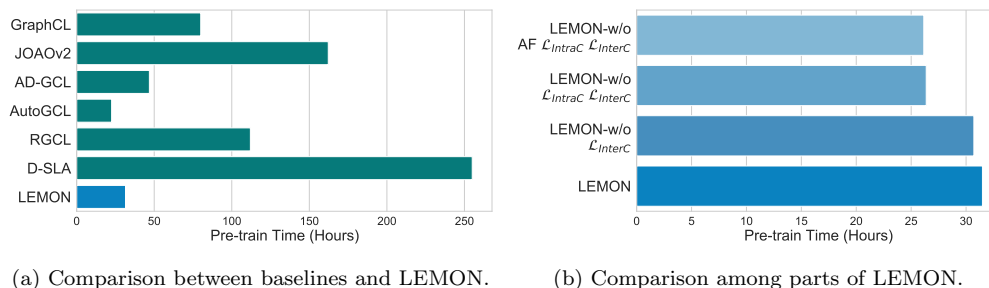 GraphCL
JOAOv2
AD-GCL
AutoGCL
RGCL
D-SLA
LEMON
0 50 100 150 200 250
Pre-train Time (Hours)
(a) Comparison between baselines and LEMON.
LEMON-w/o
AF ℒIntraC ℒInterC
LEMON-w/o
ℒIntraC ℒInterC
LEMON-w/o
ℒInterC
LEMON
0 5 10 15 20 25 30
Pre-train Time (Hours)
(b) Comparison among parts of LEMON.